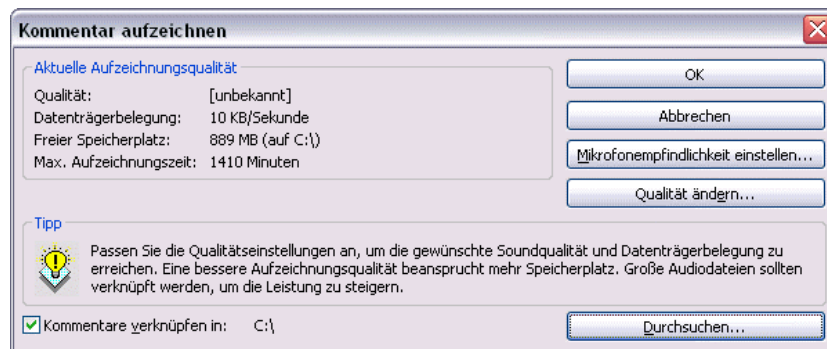 Kommentar aufzeichnen
Aktuelle Aufzeichnungsqualität
Qualität: [unbekannt]
Datenträgerbelegung: 10 KB/Sekunde
Freier Speicherplatz: 889 MB (auf C:\)
Max. Aufzeichnungszeit: 1410 Minuten
OK
Abbrechen
Mikrofonempfindlichkeit einstellen...
Qualität ändern...
Tipp
Passen Sie die Qualitätseinstellungen an, um die gewünschte Soundqualität und Datenträgerbelegung zu
erreichen. Eine bessere Aufzeichnungsqualität beansprucht mehr Speicherplatz. Große Audiodateien sollten
verknüpft werden, um die Leistung zu steigern.
Kommentare verknüpfen in: C:\
Durchsuchen...